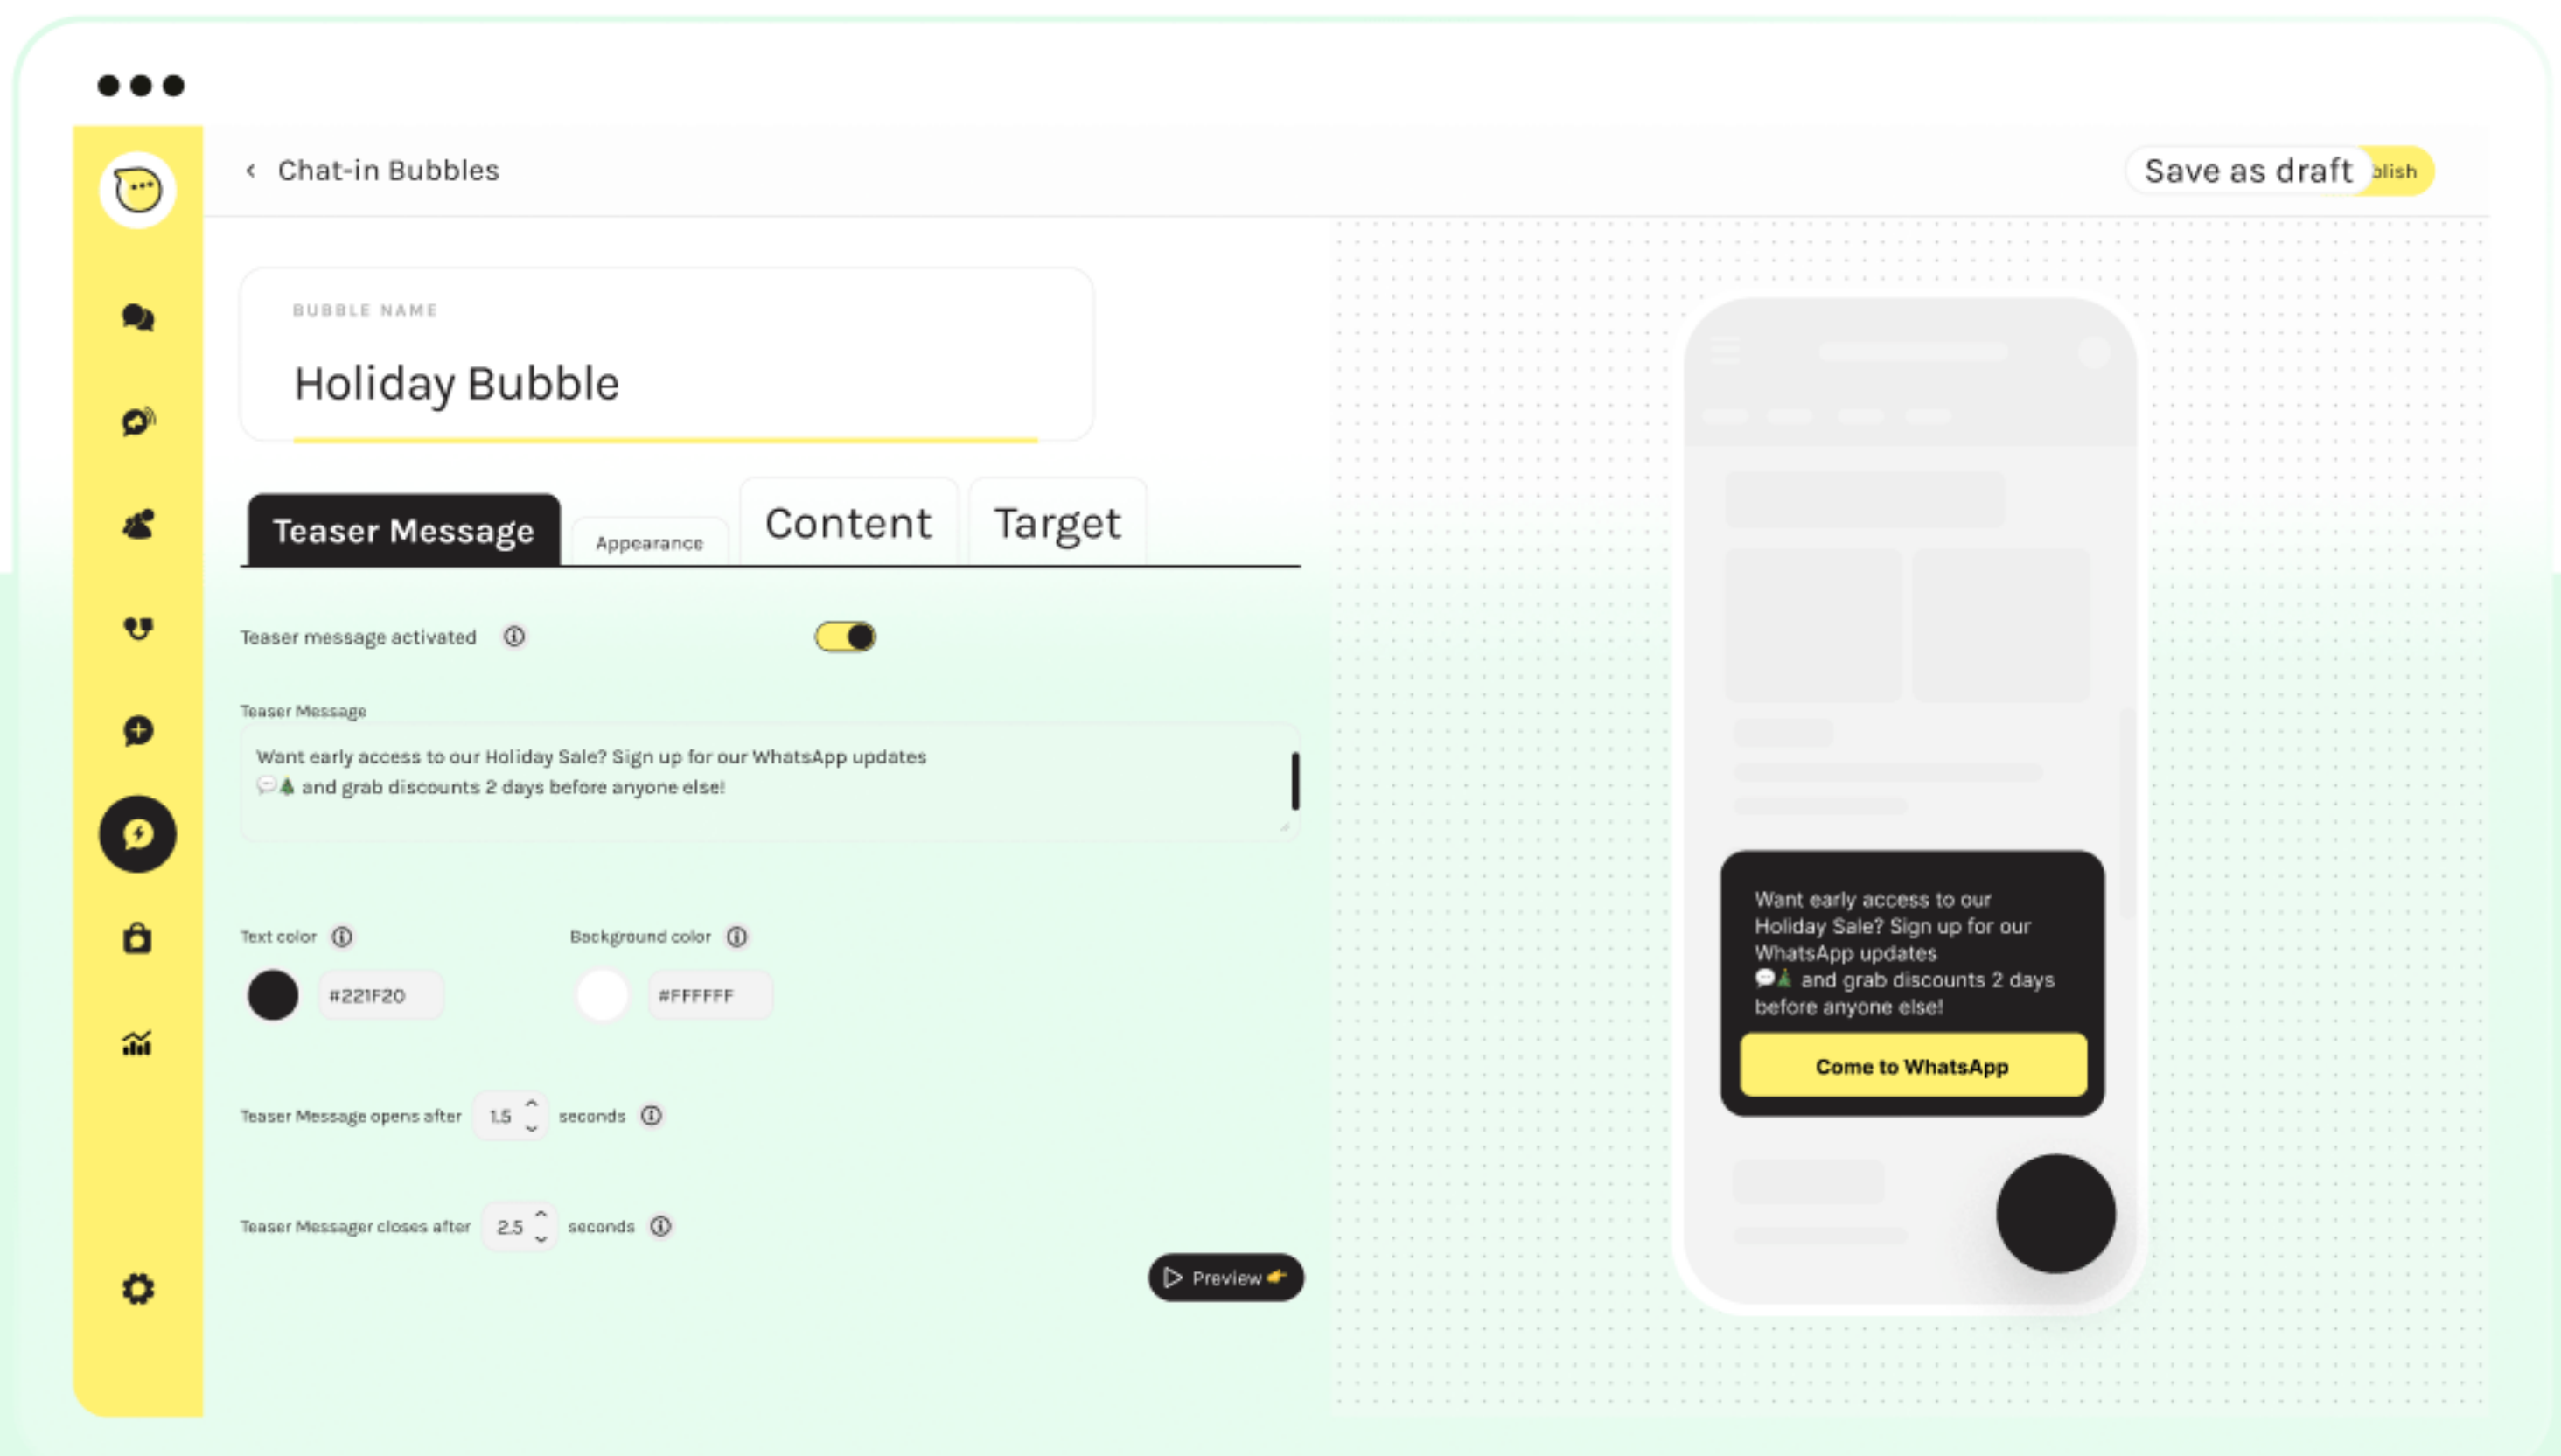 Chat-in Bubbles
Save as draft
BUBBLE NAME
Holiday Bubble
Teaser Message
Appearance
Content
Target
Teaser message activated
Teaser Message
Want early access to our Holiday Sale? Sign up for our WhatsApp updates
💬🎄 and grab discounts 2 days before anyone else!
Text color
Background color
#221F20
#FFFFFF
Teaser Message opens after 1.5 seconds
Teaser Messager closes after 2.5 seconds
Preview 👉
Want early access to our
Holiday Sale? Sign up for our
WhatsApp updates
💬🎄 and grab discounts 2 days
before anyone else!
Come to WhatsApp